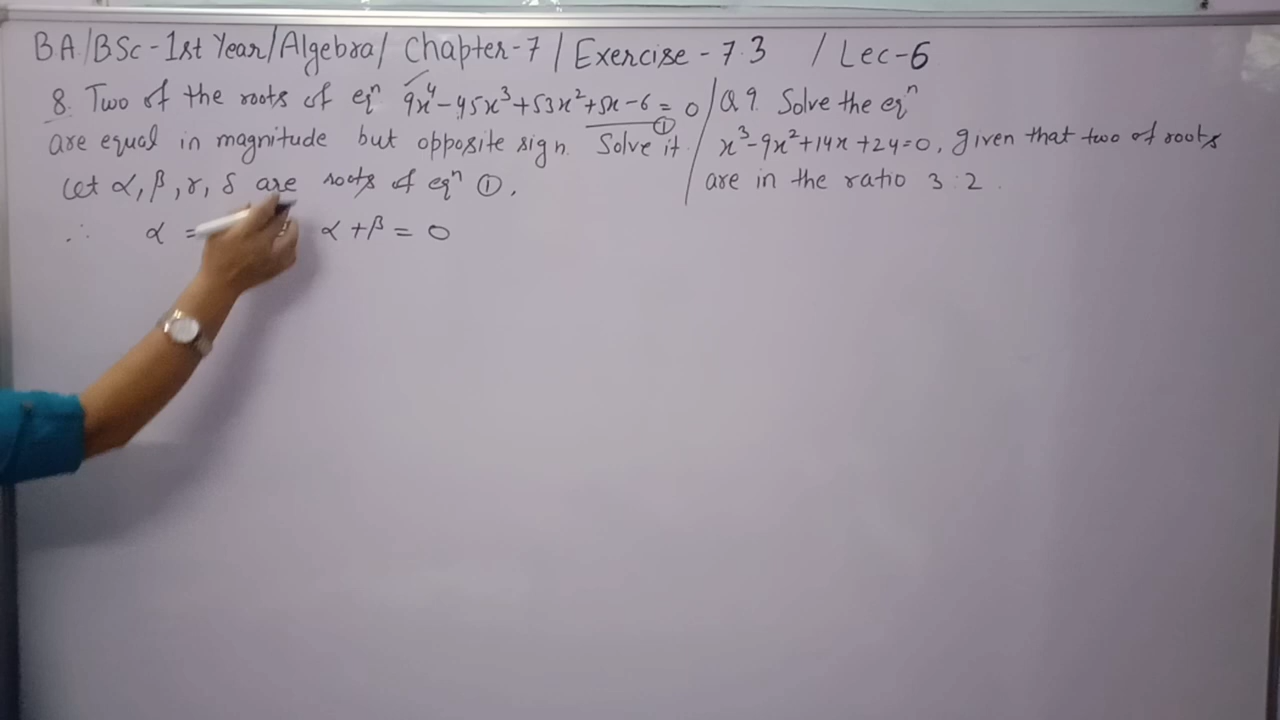 BA/BSc-1st Year/Algebra/ Chapter-7 / Exercise-7.3 / Lec-6
8. Two of the roots of eqⁿ 9x⁴-45x³+53x²+5x-6=0 ①
are equal in magnitude but opposite sign. Solve it
Let α, β, γ, δ are roots of eqⁿ ①.
∴ α = α+β = 0
Q 9. Solve the eqⁿ
x³-9x²+14x+24=0, given that two of roots
are in the ratio 3:2.